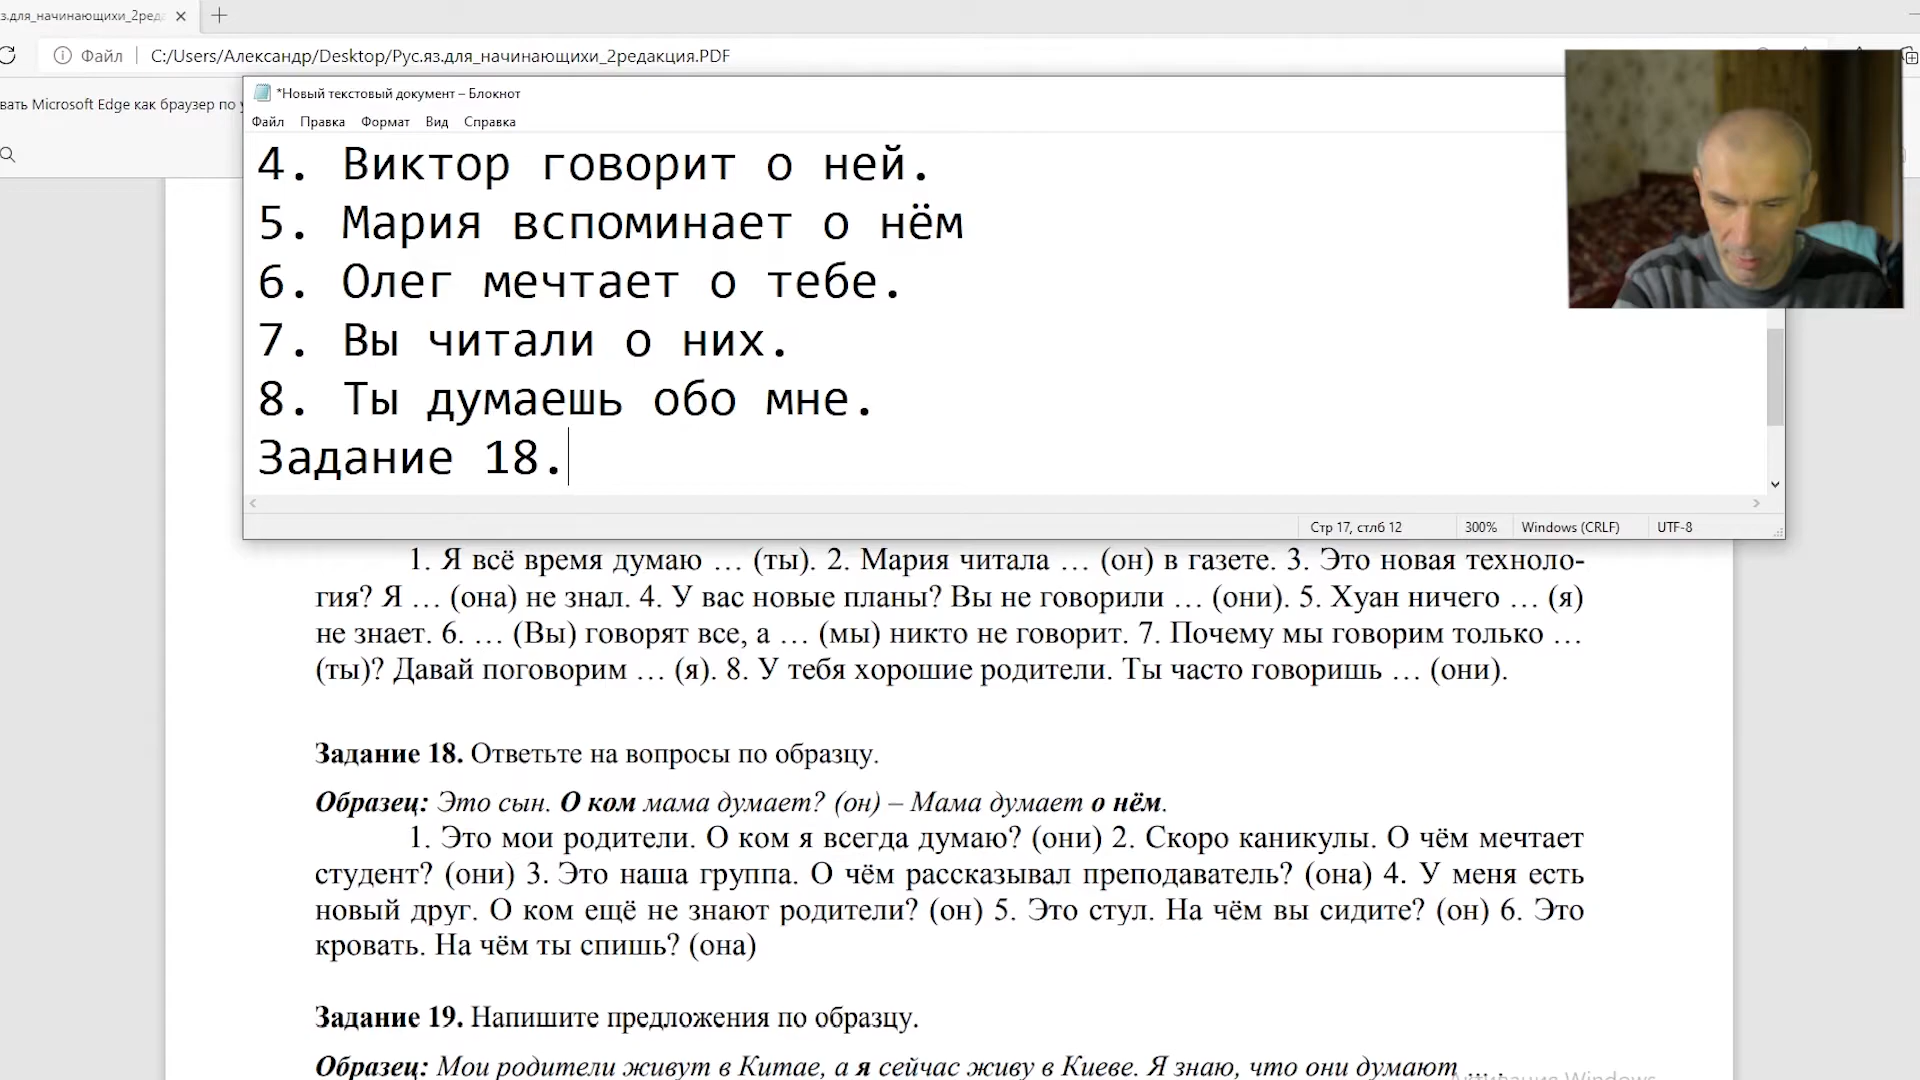 з.для_начинающихи_2реда
Файл C:/Users/Александр/Desktop/Рус.яз.для_начинающихи_2редакция.PDF
вать Microsoft Edge как браузер по у
*Новый текстовый документ – Блокнот
Файл Правка Формат Вид Справка
4. Виктор говорит о ней.
5. Мария вспоминает о нём
6. Олег мечтает о тебе.
7. Вы читали о них.
8. Ты думаешь обо мне.
Задание 18.
Стр 17, стлб 12 300% Windows (CRLF) UTF-8
1. Я всё время думаю … (ты). 2. Мария читала … (он) в газете. 3. Это новая техноло-
гия? Я … (она) не знал. 4. У вас новые планы? Вы не говорили … (они). 5. Хуан ничего … (я)
не знает. 6. … (Вы) говорят все, а … (мы) никто не говорит. 7. Почему мы говорим только …
(ты)? Давай поговорим … (я). 8. У тебя хорошие родители. Ты часто говоришь … (они).
Задание 18. Ответьте на вопросы по образцу.
Образец: Это сын. О ком мама думает? (он) – Мама думает о нём.
1. Это мои родители. О ком я всегда думаю? (они) 2. Скоро каникулы. О чём мечтает
студент? (они) 3. Это наша группа. О чём рассказывал преподаватель? (она) 4. У меня есть
новый друг. О ком ещё не знают родители? (он) 5. Это стул. На чём вы сидите? (он) 6. Это
кровать. На чём ты спишь? (она)
Задание 19. Напишите предложения по образцу.
Образец: Мои родители живут в Китае, а я сейчас живу в Киеве. Я знаю, что они думают ….
Активация Windows